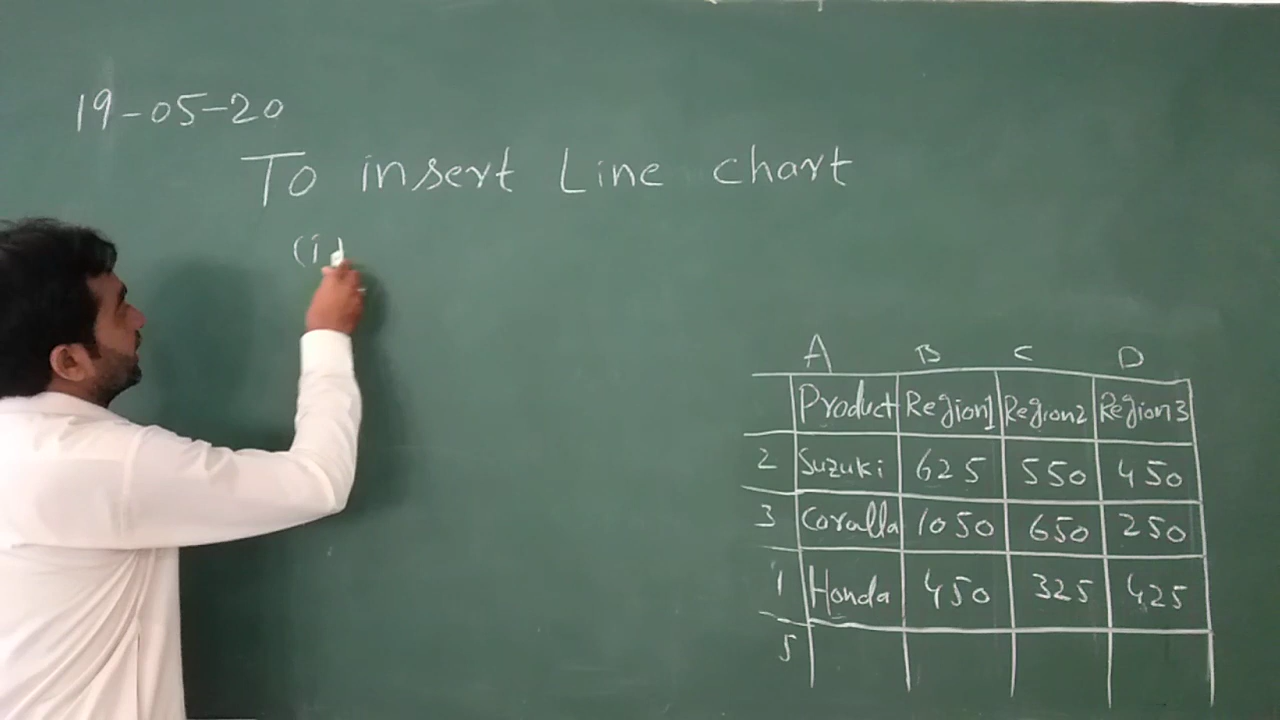 19-05-20
To insert Line chart
(i)
A B C D
Product Region1 Region2 Region3
2 Suzuki 625 550 450
3 Coralla 1050 650 250
1 Honda 450 325 425
5